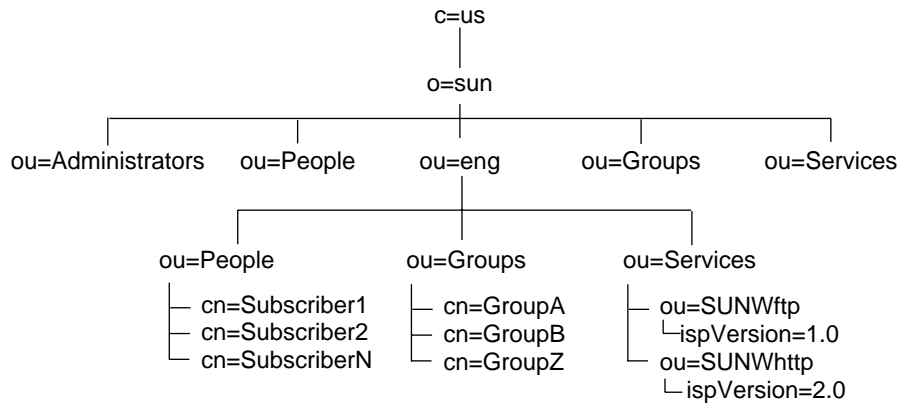 c=us
o=sun
ou=Administrators
ou=People
ou=eng
ou=Groups
ou=Services
ou=People
ou=Groups
ou=Services
cn=Subscriber1
cn=Subscriber2
cn=SubscriberN
cn=GroupA
cn=GroupB
cn=GroupZ
ou=SUNWftp
ispVersion=1.0
ou=SUNWhttp
ispVersion=2.0